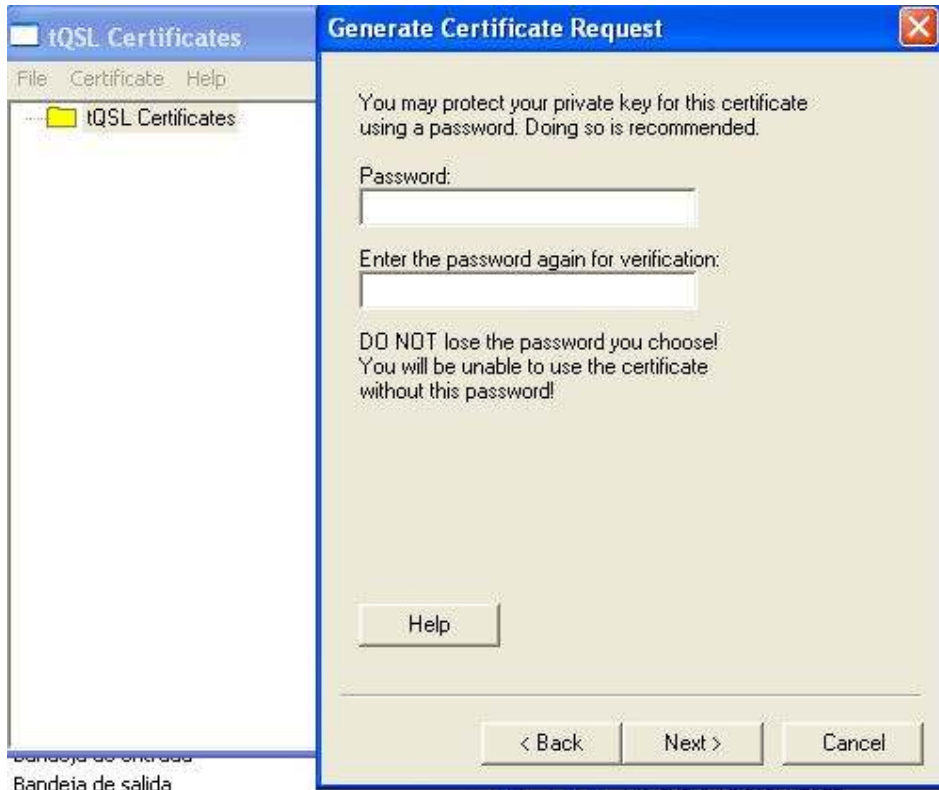 tQSL Certificates
File Certificate Help
tQSL Certificates
Generate Certificate Request
You may protect your private key for this certificate
using a password. Doing so is recommended.
Password:
Enter the password again for verification:
DO NOT lose the password you choose!
You will be unable to use the certificate
without this password!
Help
< Back
Next >
Cancel
Bandeja de entrada
Bandeja de salida